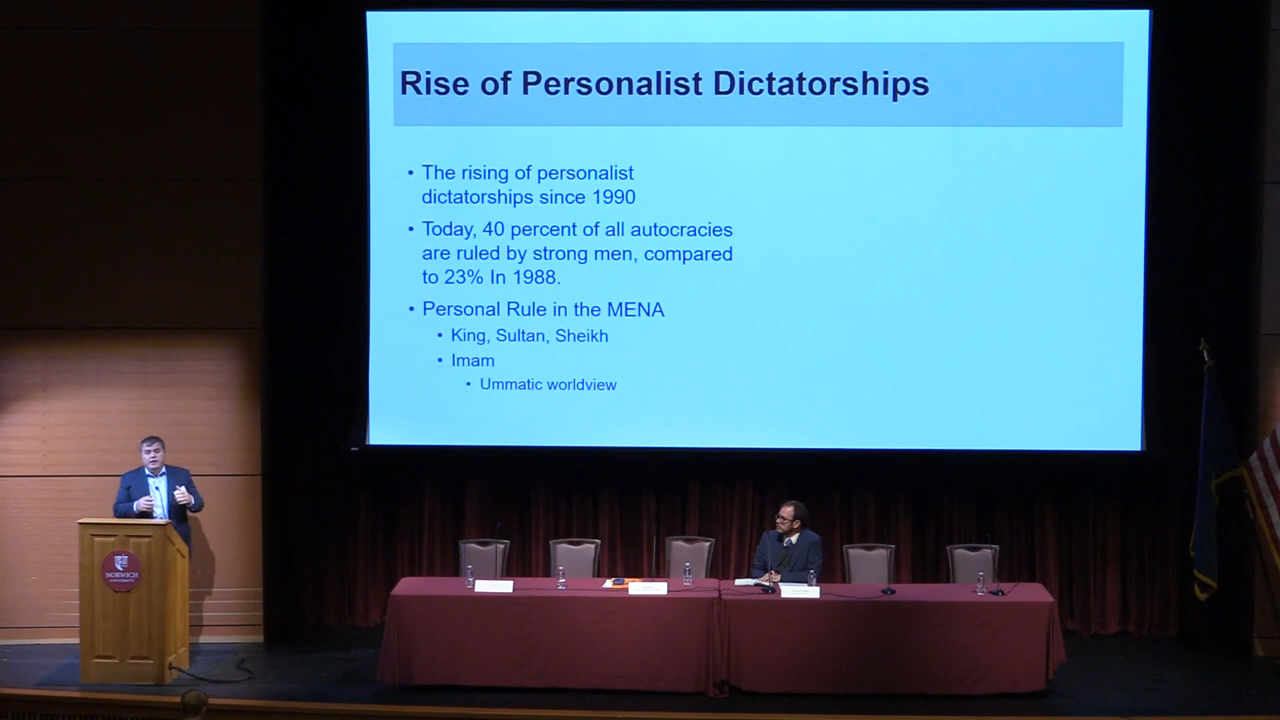 Rise of Personalist Dictatorships
• The rising of personalist
dictatorships since 1990
• Today, 40 percent of all autocracies
are ruled by strong men, compared
to 23% In 1988.
• Personal Rule in the MENA
• King, Sultan, Sheikh
• Imam
• Ummatic worldview
NORWICH
UNIVERSITY